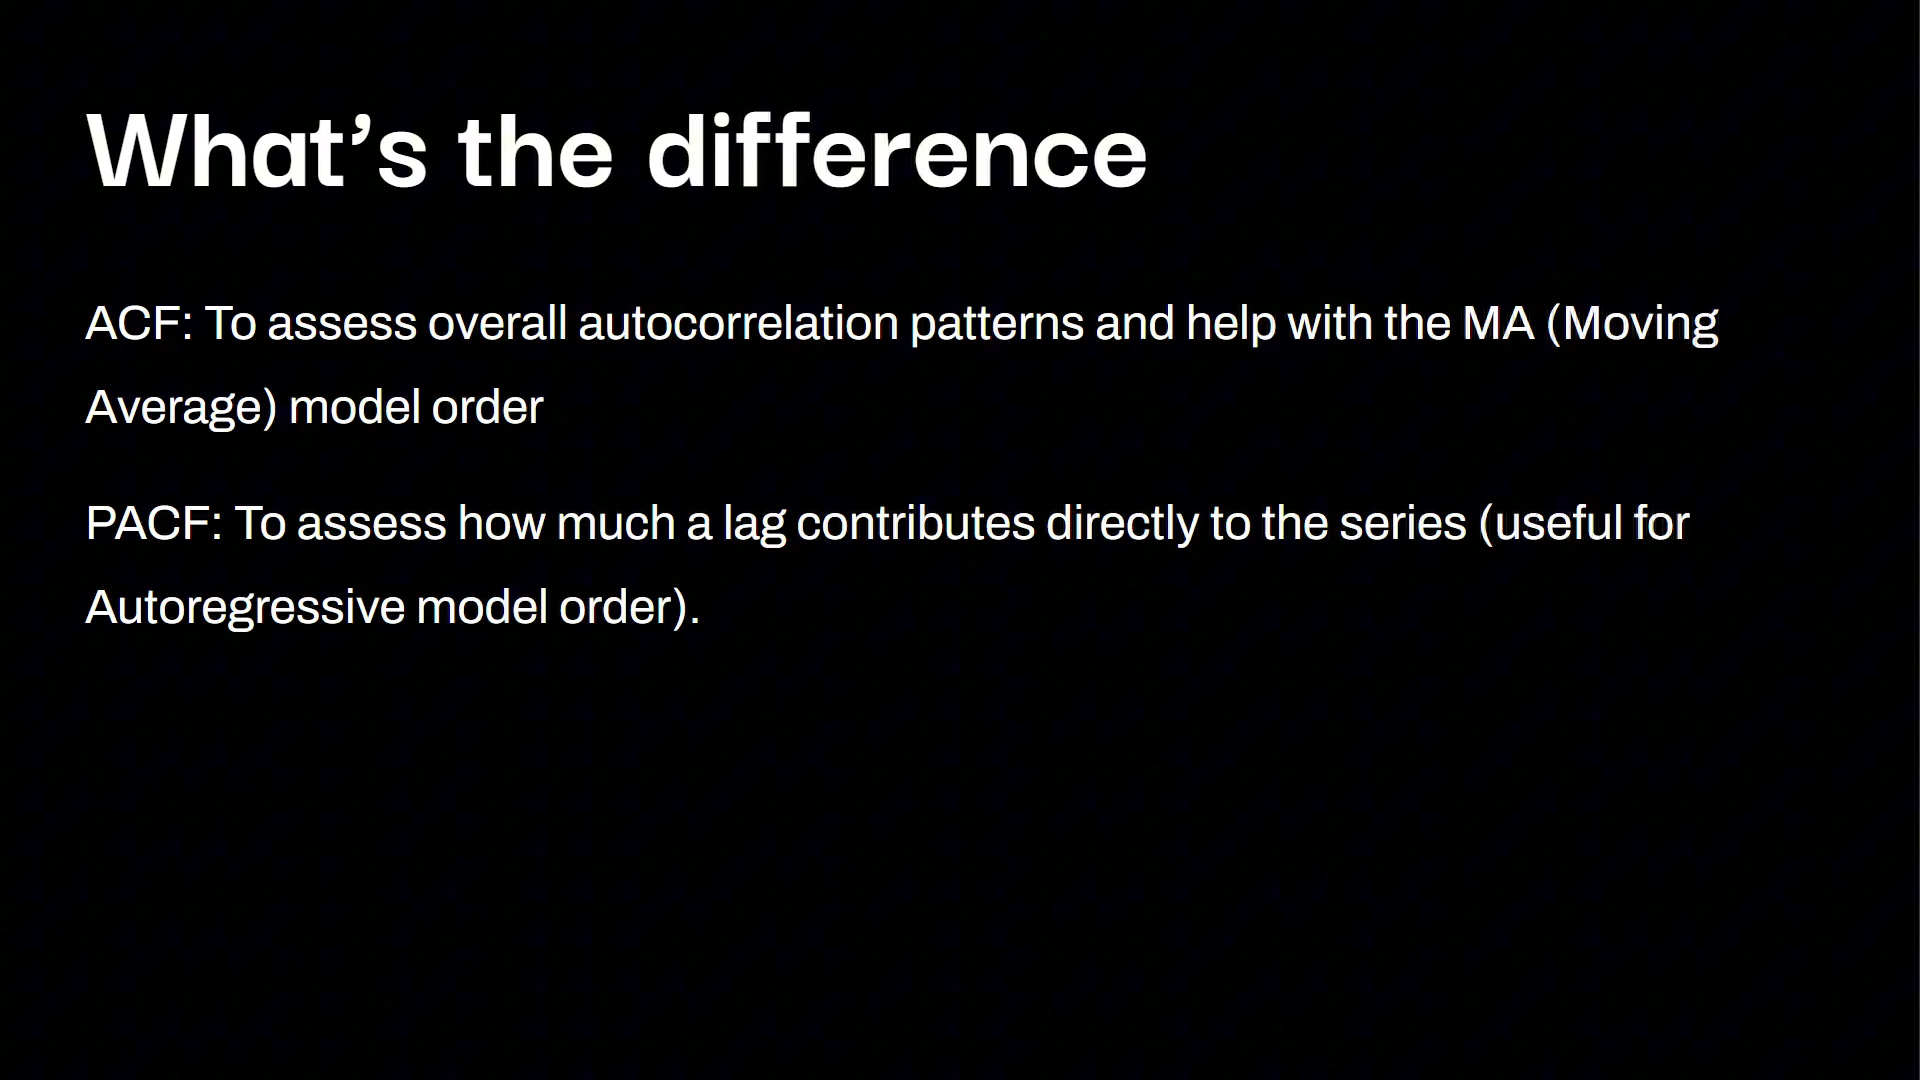 What’s the difference
ACF: To assess overall autocorrelation patterns and help with the MA (Moving
Average) model order
PACF: To assess how much a lag contributes directly to the series (useful for
Autoregressive model order).